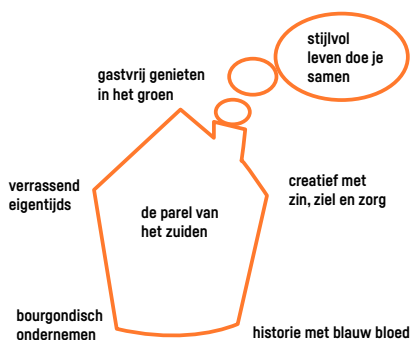 stijlvol
leven doe je
samen
gastvrij genieten
in het groen
verrassend
eigentijds
creatief met
zin, ziel en zorg
de parel van
het zuiden
bourgondisch
ondernemen
historie met blauw bloed